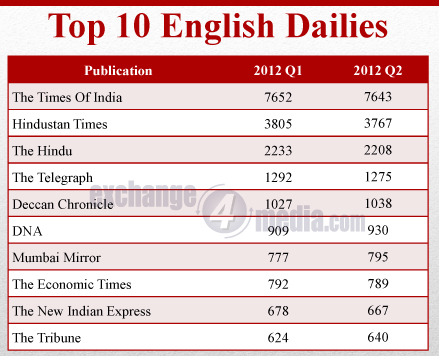 Top 10 English Dailies
Publication 2012 Q1 2012 Q2
The Times Of India 7652 7643
Hindustan Times 3805 3767
The Hindu 2233 2208
The Telegraph 1292 1275
Deccan Chronicle 1027 1038
DNA 909 930
Mumbai Mirror 777 795
The Economic Times 792 789
The New Indian Express 678 667
The Tribune 624 640
exchange4media.com